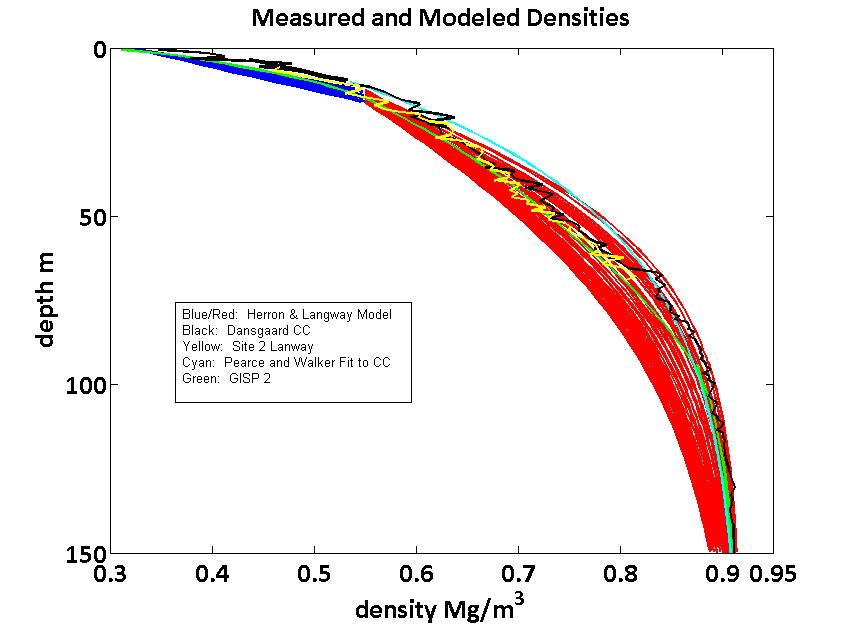 Measured and Modeled Densities
0
50
100
150
depth m
Blue/Red: Herron & Langway Model
Black: Dansgaard CC
Yellow: Site 2 Lanway
Cyan: Pearce and Walker Fit to CC
Green: GISP 2
0.3 0.4 0.5 0.6 0.7 0.8 0.9 0.95
density Mg/m³